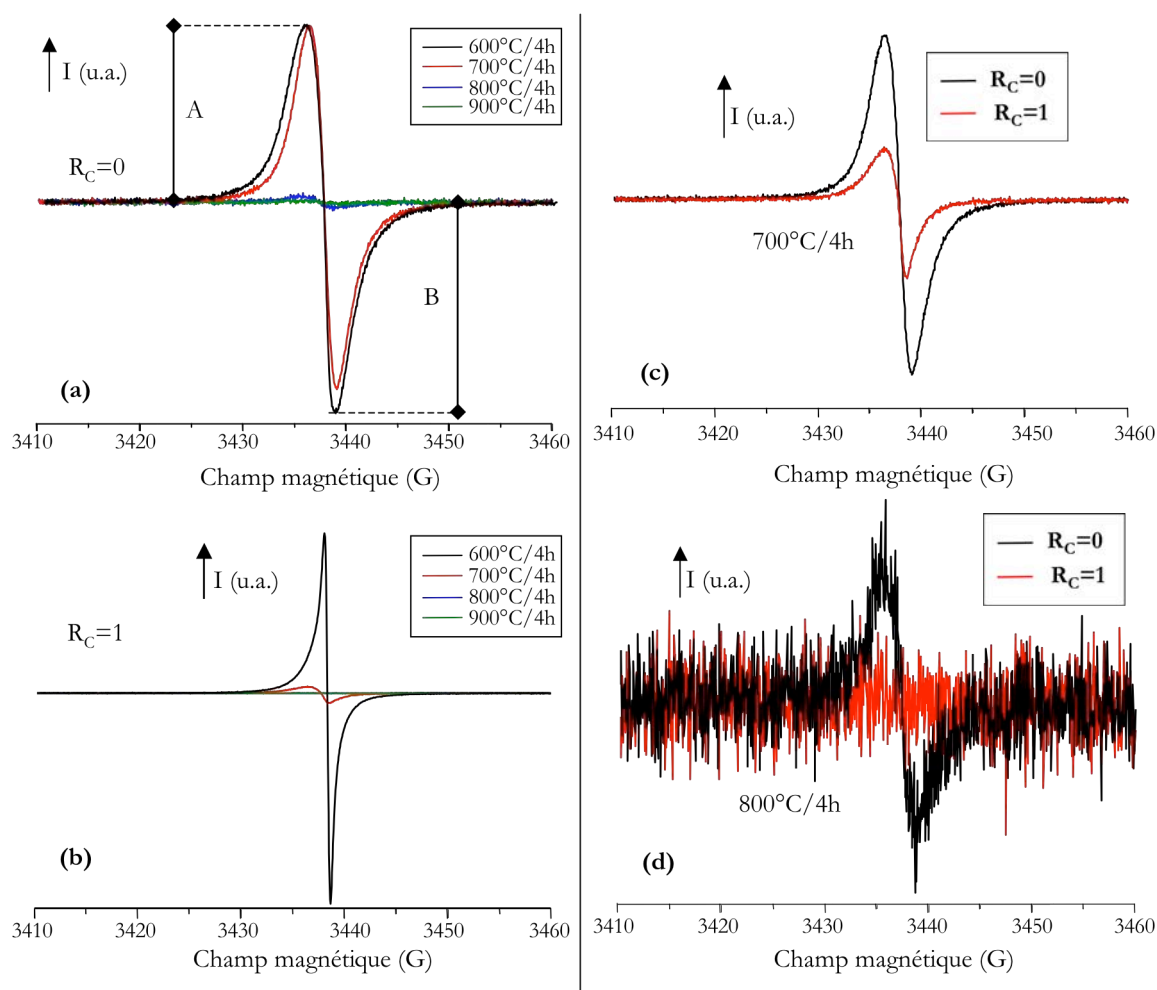 I (u.a.)
A
R_C=0
600°C/4h
700°C/4h
800°C/4h
900°C/4h
B
(a)
3410 3420 3430 3440 3450 3460
Champ magnétique (G)
I (u.a.)
R_C=1
600°C/4h
700°C/4h
800°C/4h
900°C/4h
(b)
3410 3420 3430 3440 3450 3460
Champ magnétique (G)
I (u.a.)
R_C=0
R_C=1
700°C/4h
(c)
3410 3420 3430 3440 3450 3460
Champ magnétique (G)
I (u.a.)
R_C=0
R_C=1
800°C/4h
(d)
3410 3420 3430 3440 3450 3460
Champ magnétique (G)